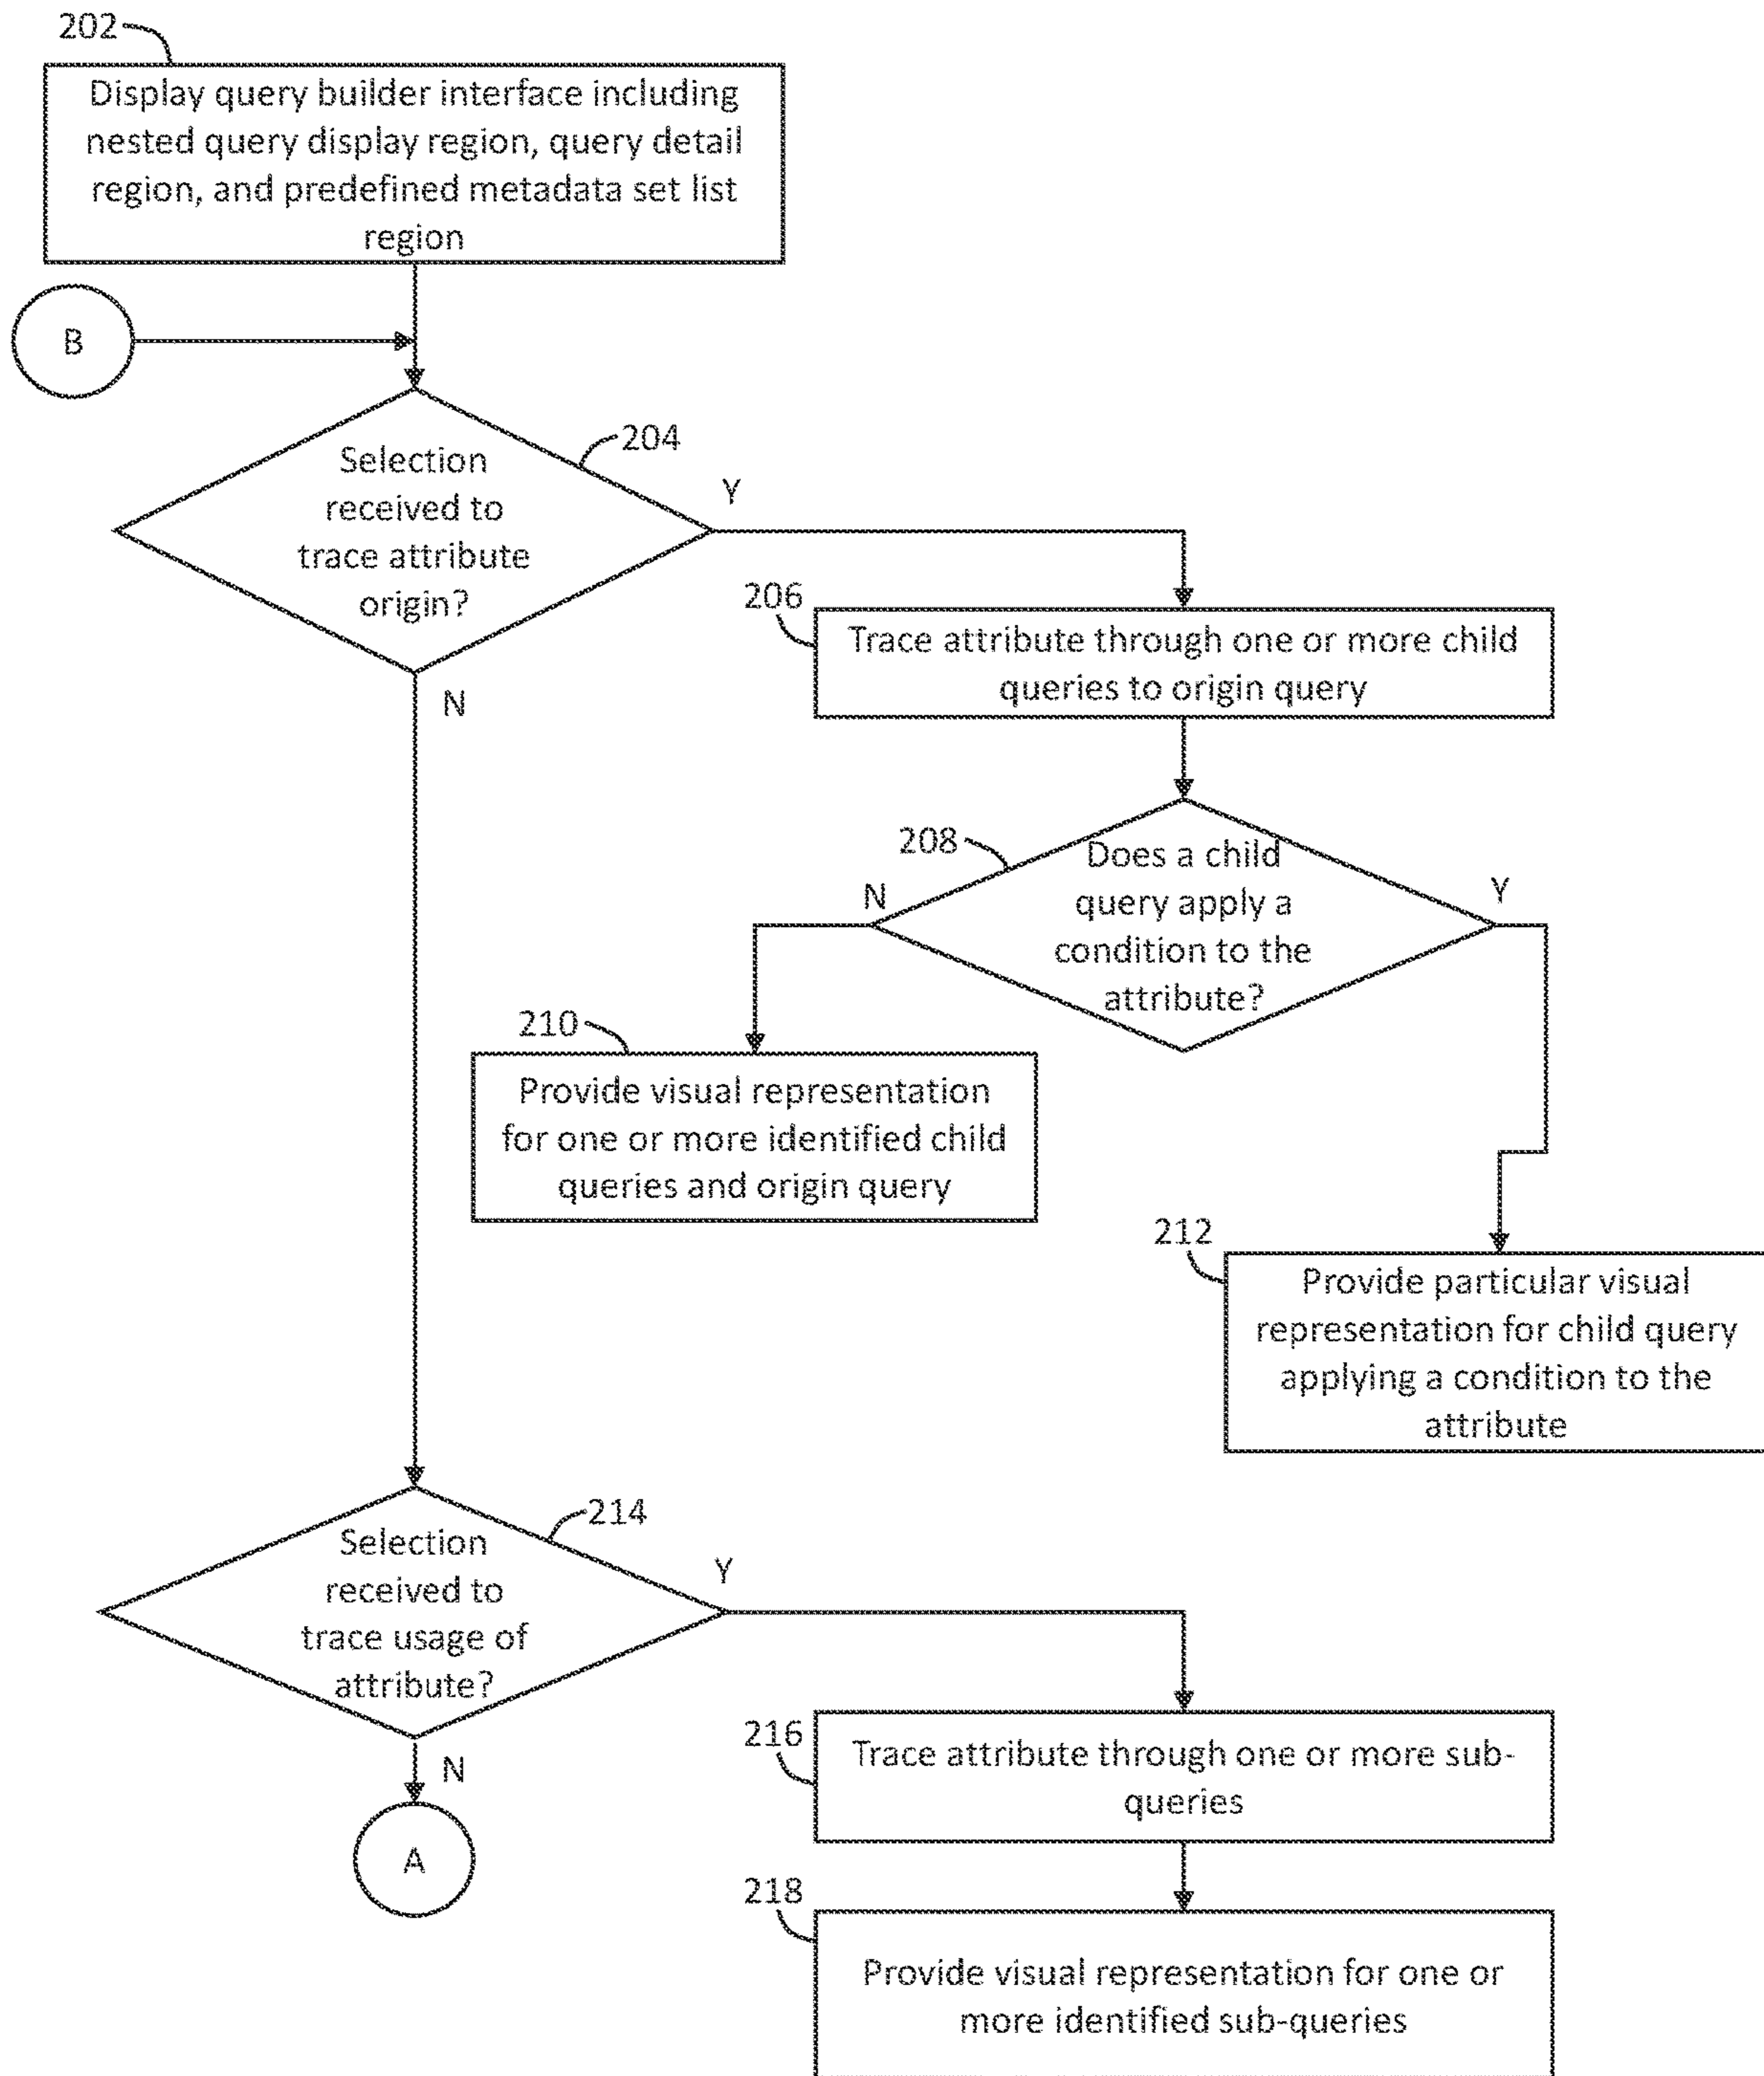 202
Display query builder interface including
nested query display region, query detail
region, and predefined metadata set list
region
B
204
Selection
received to
trace attribute
origin?
Y
N
206
Trace attribute through one or more child
queries to origin query
208
Does a child
query apply a
condition to the
attribute?
N
Y
210
Provide visual representation
for one or more identified child
queries and origin query
212
Provide particular visual
representation for child query
applying a condition to the
attribute
214
Selection
received to
trace usage of
attribute?
Y
N
A
216
Trace attribute through one or more sub-
queries
218
Provide visual representation for one or
more identified sub-queries